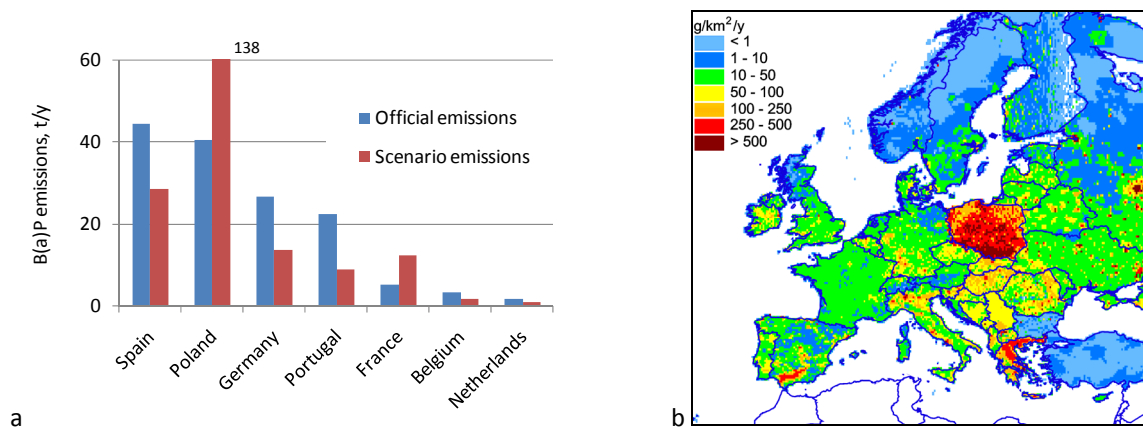 138
60
40
20
0
B(a)P emissions, t/y
Official emissions
Scenario emissions
Spain
Poland
Germany
Portugal
France
Belgium
Netherlands
a
g/km²/y
< 1
1 - 10
10 - 50
50 - 100
100 - 250
250 - 500
> 500
b